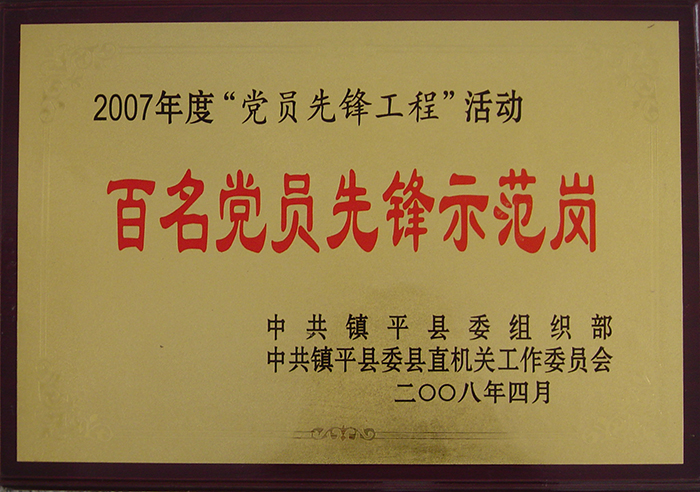 2007年度“党员先锋工程”活动
百名党员先锋示范岗
中共镇平县委组织部
中共镇平县委县直机关工作委员会
二〇〇八年四月